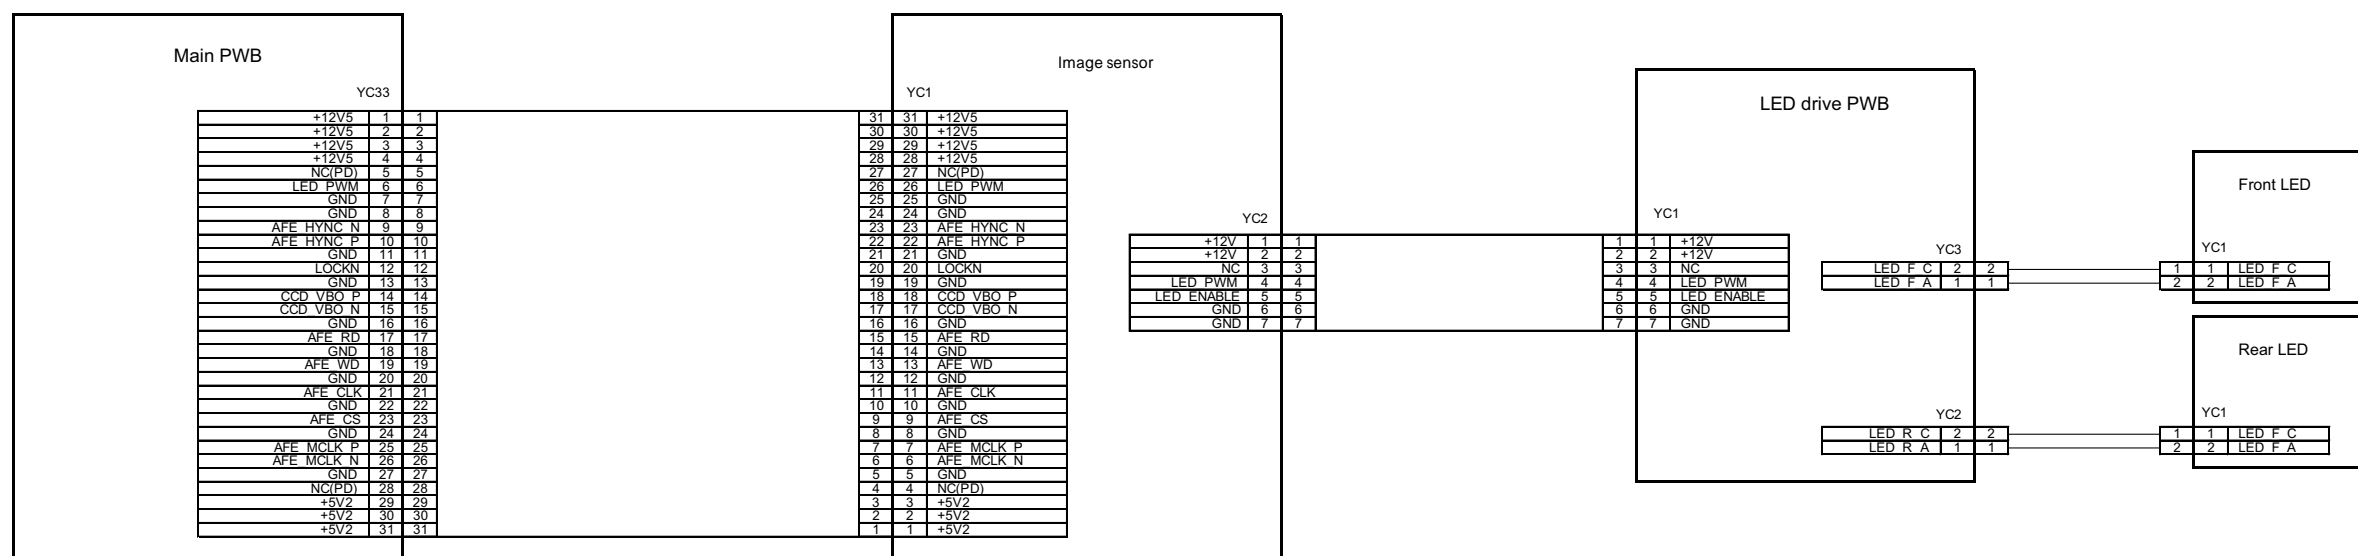 Main PWB
Image sensor
LED drive PWB
Front LED
Rear LED
YC33 YC1
+12V5 1 1 31 31 +12V5
+12V5 2 2 30 30 +12V5
+12V5 3 3 29 29 +12V5
+12V5 4 4 28 28 +12V5
NC(PD) 5 5 27 27 NC(PD)
LED_PWM 6 6 26 26 LED_PWM
GND 7 7 25 25 GND
GND 8 8 24 24 GND
AFE_HYNC_N 9 9 23 23 AFE_HYNC_N
AFE_HYNC_P 10 10 22 22 AFE_HYNC_P
GND 11 11 21 21 GND
LOCKN 12 12 20 20 LOCKN
GND 13 13 19 19 GND
CCD_VBO_P 14 14 18 18 CCD_VBO_P
CCD_VBO_N 15 15 17 17 CCD_VBO_N
GND 16 16 16 16 GND
AFE_RD 17 17 15 15 AFE_RD
GND 18 18 14 14 GND
AFE_WD 19 19 13 13 AFE_WD
GND 20 20 12 12 GND
AFE_CLK 21 21 11 11 AFE_CLK
GND 22 22 10 10 GND
AFE_CS 23 23 9 9 AFE_CS
GND 24 24 8 8 GND
AFE_MCLK_P 25 25 7 7 AFE_MCLK_P
AFE_MCLK_N 26 26 6 6 AFE_MCLK_N
GND 27 27 5 5 GND
NC(PD) 28 28 4 4 NC(PD)
+5V2 29 29 3 3 +5V2
+5V2 30 30 2 2 +5V2
+5V2 31 31 1 1 +5V2
YC2 YC1
+12V 1 1 1 1 +12V
+12V 2 2 2 2 +12V
NC 3 3 3 3 NC
LED_PWM 4 4 4 4 LED_PWM
LED_ENABLE 5 5 5 5 LED_ENABLE
GND 6 6 6 6 GND
GND 7 7 7 7 GND
YC3 YC1
LED_F_C 2 2 1 1 LED_F_C
LED_F_A 1 1 2 2 LED_F_A
YC2 YC1
LED_R_C 2 2 1 1 LED_F_C
LED_R_A 1 1 2 2 LED_F_A